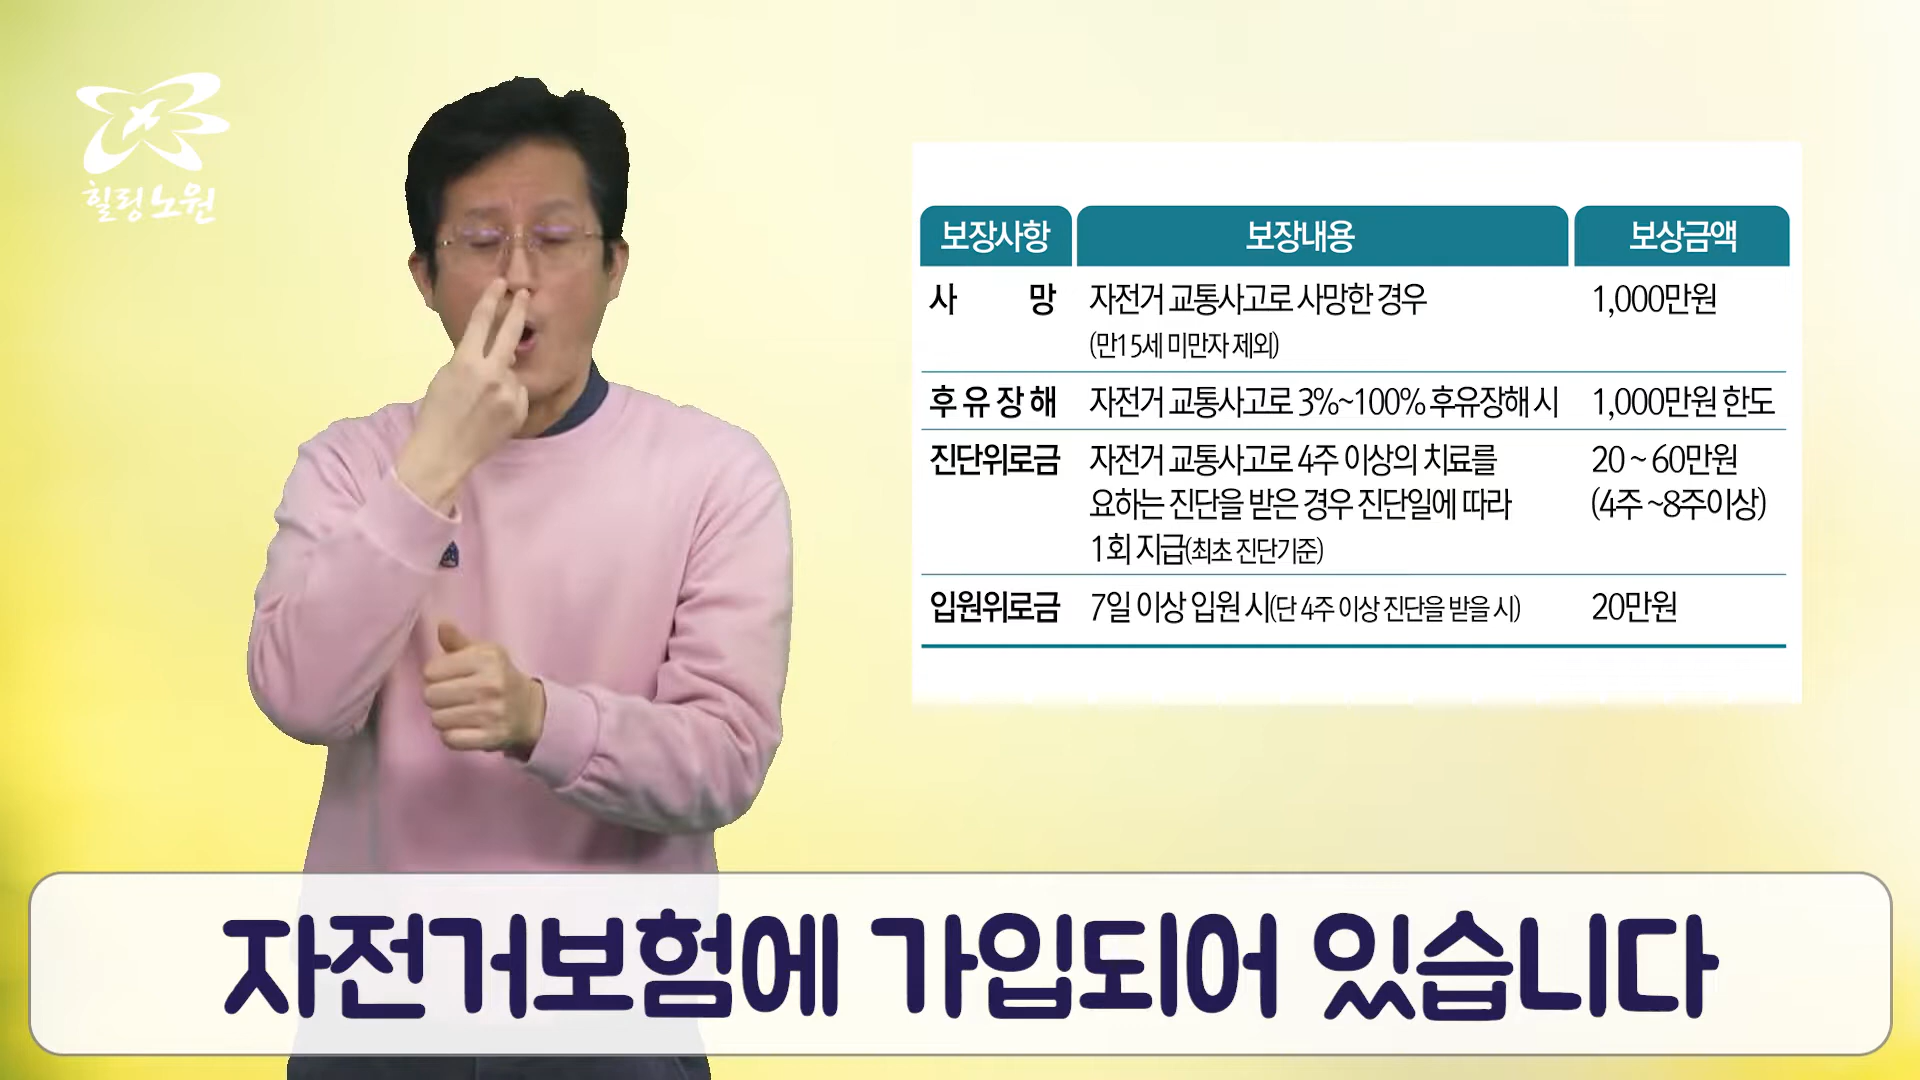 힐링노원
보장사항 보장내용 보상금액
사 망 자전거 교통사고로 사망한 경우 1,000만원
(만15세 미만자 제외)
후유장해 자전거 교통사고로 3%~100% 후유장해 시 1,000만원 한도
진단위로금 자전거 교통사고로 4주 이상의 치료를 20 ~ 60만원
요하는 진단을 받은 경우 진단일에 따라 (4주 ~8주이상)
1회 지급(최초 진단기준)
입원위로금 7일 이상 입원 시(단 4주 이상 진단을 받을 시) 20만원
자전거보험에 가입되어 있습니다